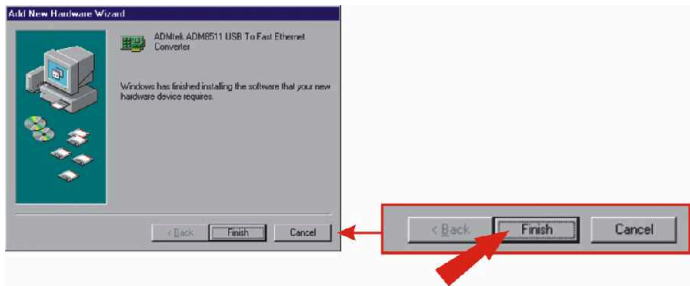 Add New Hardware Wizard
ADMtek ADM8511 USB To Fast Ethernet
Converter
Windows has finished installing the software that your new
hardware device requires.
< Back
Finish
Cancel
< Back
Finish
Cancel